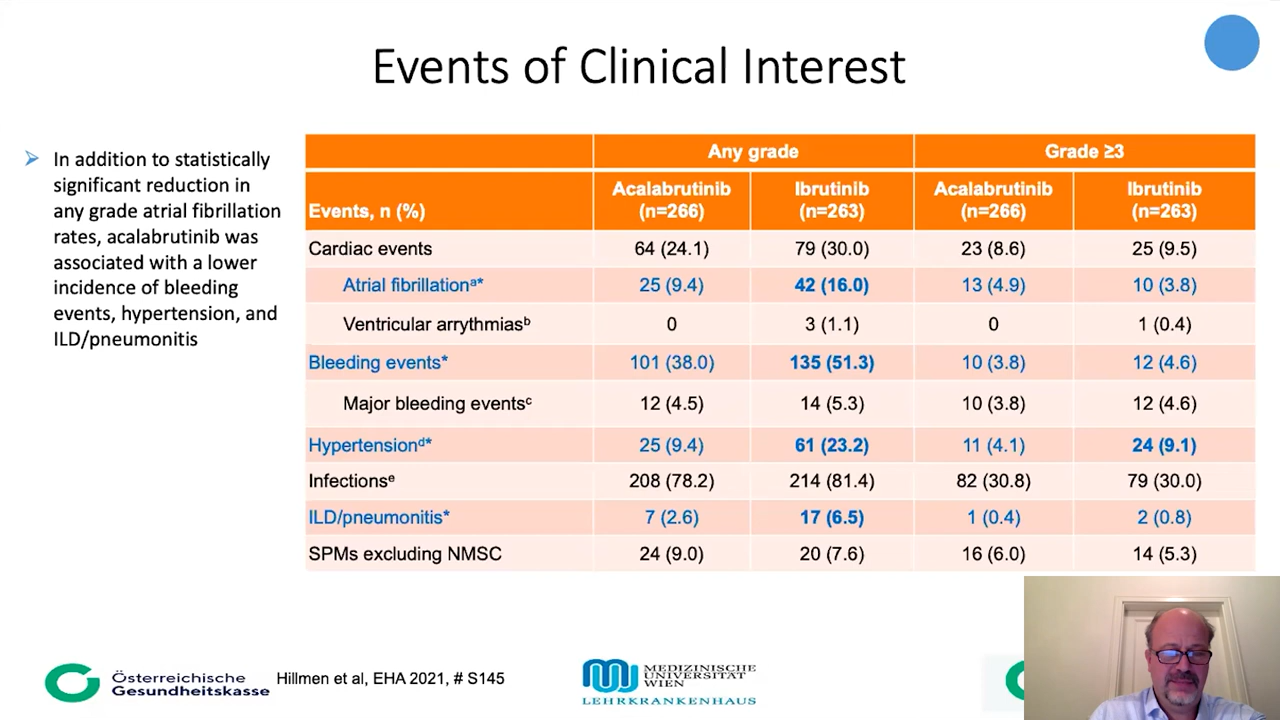 Events of Clinical Interest
➤ In addition to statistically
significant reduction in
any grade atrial fibrillation
rates, acalabrutinib was
associated with a lower
incidence of bleeding
events, hypertension, and
ILD/pneumonitis
Any grade Grade ≥3
Events, n (%) Acalabrutinib (n=266) Ibrutinib (n=263) Acalabrutinib (n=266) Ibrutinib (n=263)
Cardiac events 64 (24.1) 79 (30.0) 23 (8.6) 25 (9.5)
Atrial fibrillationᵃ* 25 (9.4) 42 (16.0) 13 (4.9) 10 (3.8)
Ventricular arrythmiasᵇ 0 3 (1.1) 0 1 (0.4)
Bleeding events* 101 (38.0) 135 (51.3) 10 (3.8) 12 (4.6)
Major bleeding eventsᶜ 12 (4.5) 14 (5.3) 10 (3.8) 12 (4.6)
Hypertensionᵈ* 25 (9.4) 61 (23.2) 11 (4.1) 24 (9.1)
Infectionsᵉ 208 (78.2) 214 (81.4) 82 (30.8) 79 (30.0)
ILD/pneumonitis* 7 (2.6) 17 (6.5) 1 (0.4) 2 (0.8)
SPMs excluding NMSC 24 (9.0) 20 (7.6) 16 (6.0) 14 (5.3)
Österreichische
Gesundheitskasse
Hillmen et al, EHA 2021, # S145
MEDIZINISCHE
UNIVERSITÄT
WIEN
LEHRKRANKENHAUS